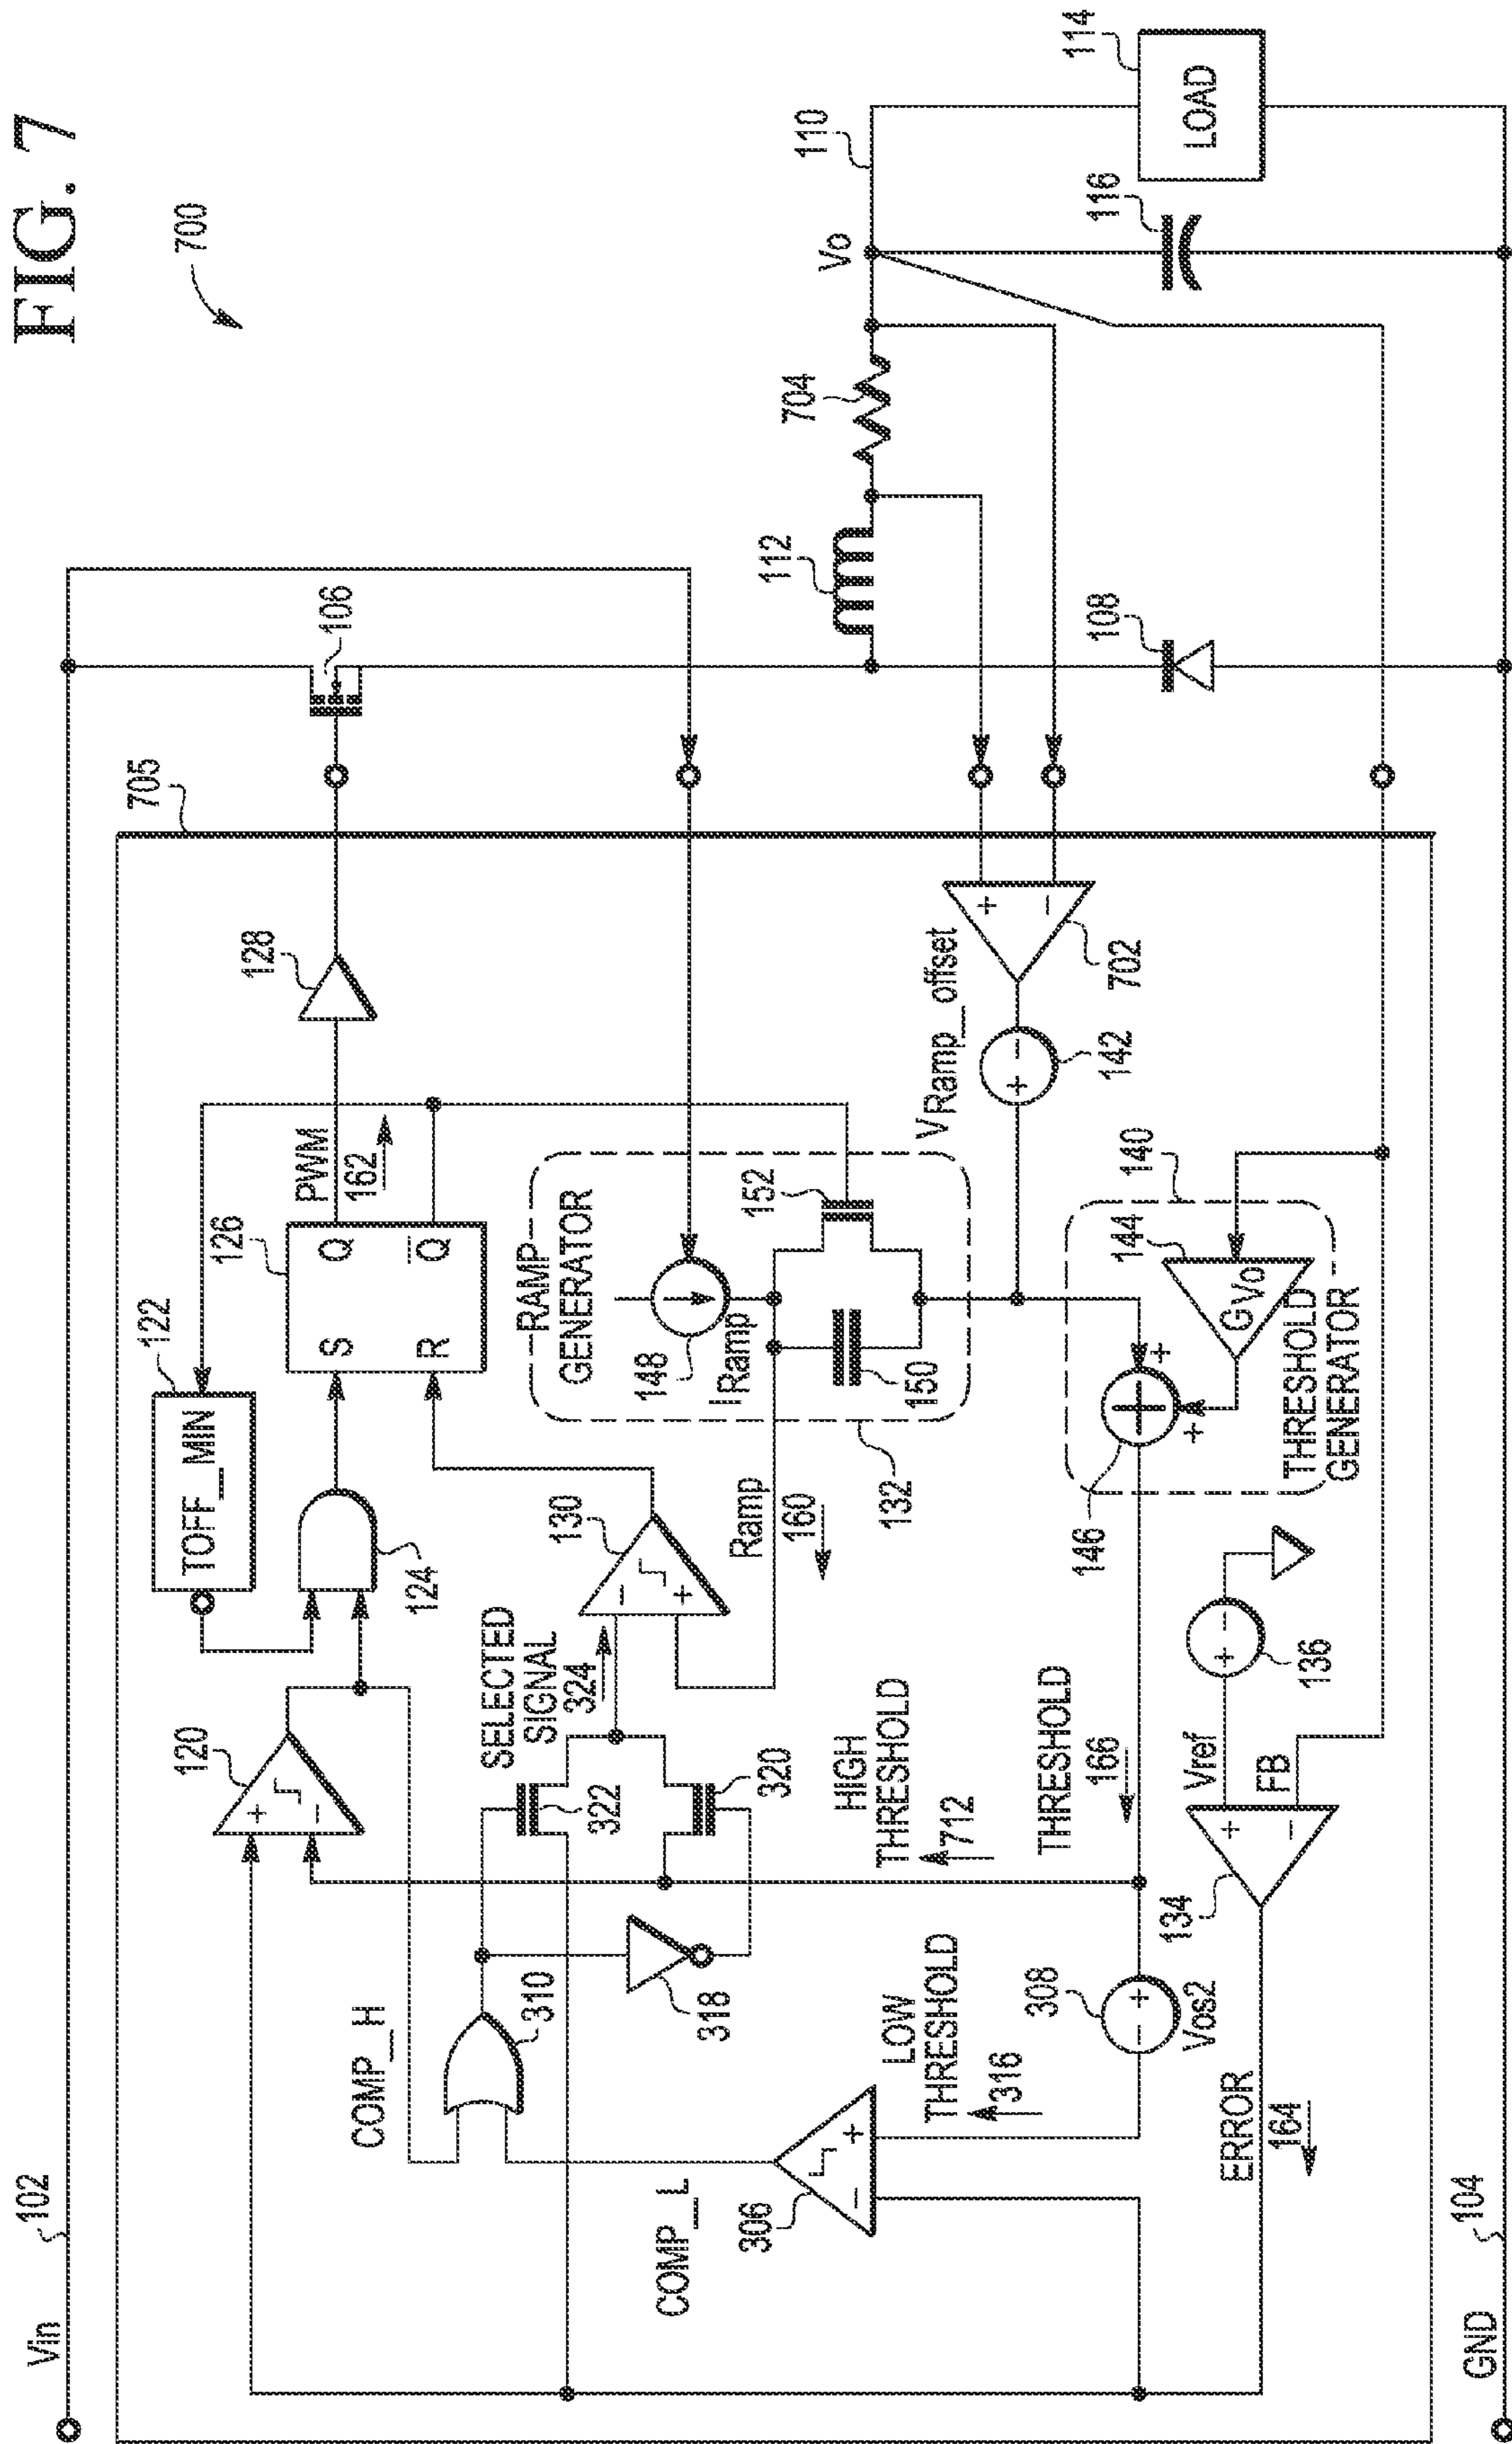 FIG. 7
700
Vin
102
705
106
128
PWM
162
126
Q
Q
S
R
122
TOFF_MIN
124
120
+
−
COMP_H
310
318
322
320
SELECTED
SIGNAL
324
130
−
+
RAMP
GENERATOR
148
IRamp
150
152
132
Ramp
160
HIGH
THRESHOLD
712
COMP_L
306
−
+
LOW
THRESHOLD
316
308
− +
Vos2
THRESHOLD
166
146
+
+
+
144
GVo
140
THRESHOLD
GENERATOR
VRamp_offset
+ −
142
702
+
−
112
704
Vo
110
116
114
LOAD
108
ERROR
164
134
+
−
Vref
FB
+ −
136
GND
104